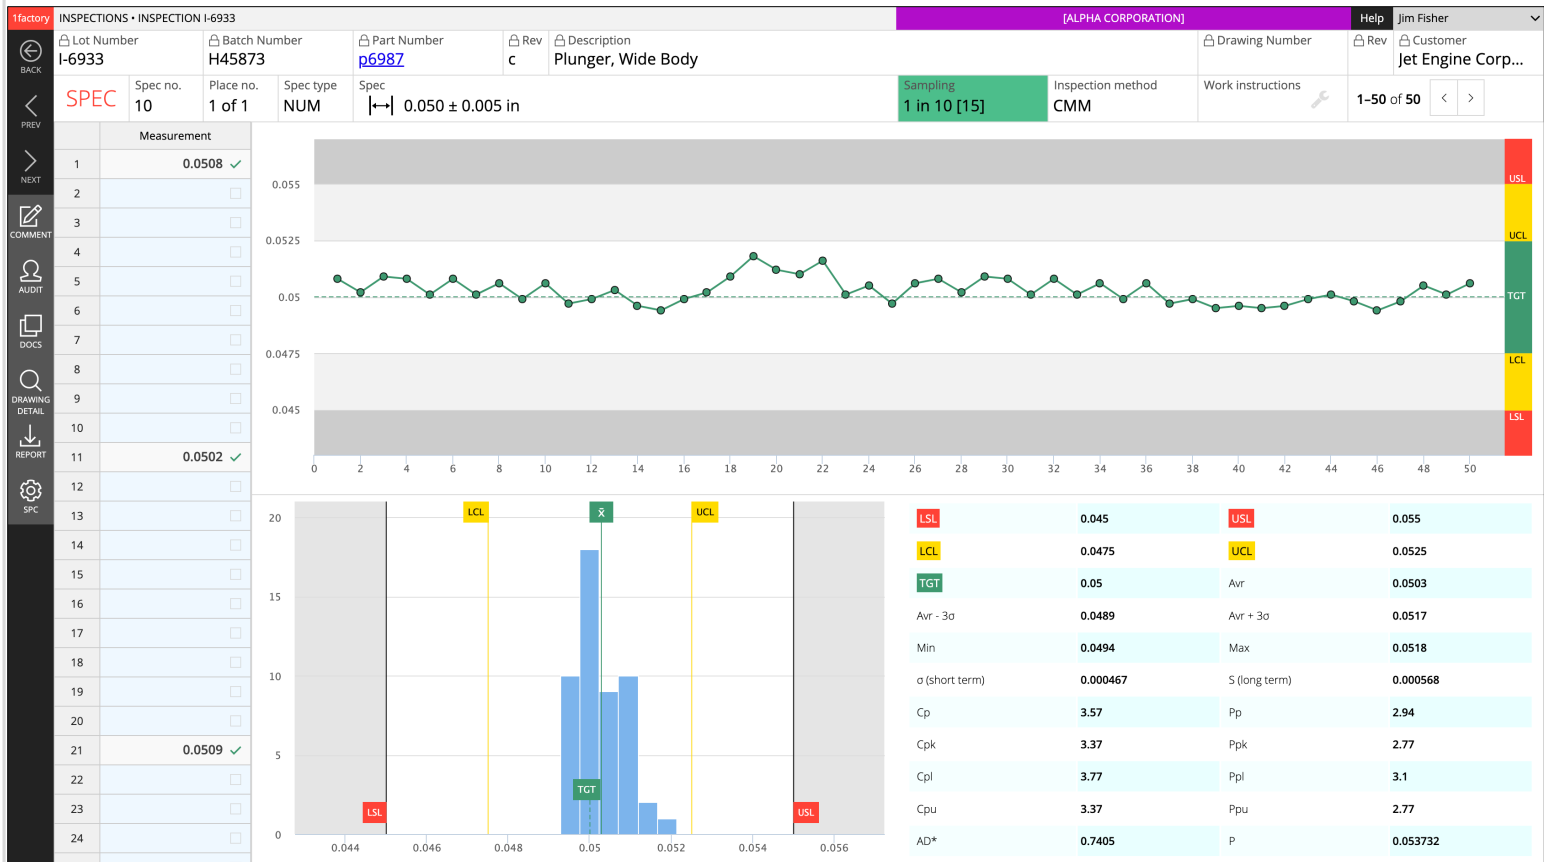 1factory INSPECTIONS • INSPECTION I-6933 [ALPHA CORPORATION] Help Jim Fisher
Lot Number Batch Number Part Number Rev Description Drawing Number Rev Customer
I-6933 H45873 p6987 c Plunger, Wide Body Jet Engine Corp...
SPEC Spec no. Place no. Spec type Spec Sampling Inspection method Work instructions
10 1 of 1 NUM 0.050 ± 0.005 in 1 in 10 [15] CMM 1–50 of 50
BACK
PREV
NEXT
COMMENT
AUDIT
DOCS
DRAWING
DETAIL
REPORT
SPC
Measurement
1 0.0508
2
3
4
5
6
7
8
9
10
11 0.0502
12
13
14
15
16
17
18
19
20
21 0.0509
22
23
24
0.055
0.0525
0.05
0.0475
0.045
USL
UCL
TGT
LCL
LSL
0 2 4 6 8 10 12 14 16 18 20 22 24 26 28 30 32 34 36 38 40 42 44 46 48 50
LCL x̄ UCL
20
15
10
5
0
TGT
LSL USL
0.044 0.046 0.048 0.05 0.052 0.054 0.056
LSL 0.045 USL 0.055
LCL 0.0475 UCL 0.0525
TGT 0.05 Avr 0.0503
Avr - 3σ 0.0489 Avr + 3σ 0.0517
Min 0.0494 Max 0.0518
σ (short term) 0.000467 S (long term) 0.000568
Cp 3.57 Pp 2.94
Cpk 3.37 Ppk 2.77
Cpl 3.77 Ppl 3.1
Cpu 3.37 Ppu 2.77
AD* 0.7405 P 0.053732